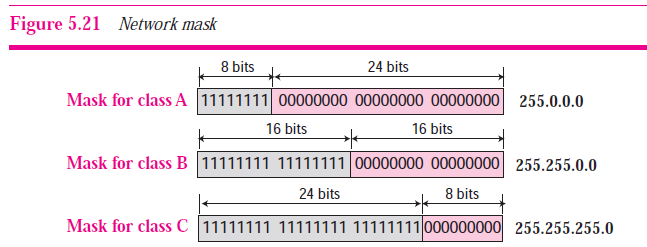 Figure 5.21 Network mask
8 bits 24 bits
Mask for class A 11111111 00000000 00000000 00000000 255.0.0.0
16 bits 16 bits
Mask for class B 11111111 11111111 00000000 00000000 255.255.0.0
24 bits 8 bits
Mask for class C 11111111 11111111 11111111 000000000 255.255.255.0